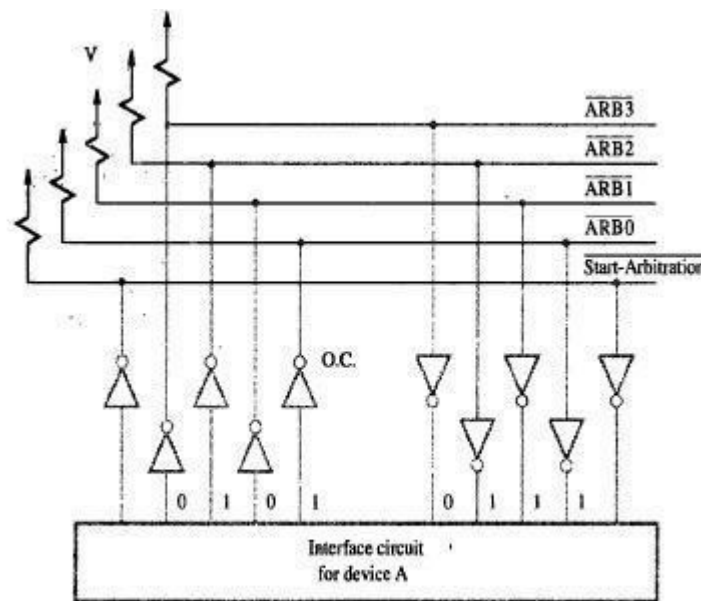 V
ARB3
ARB2
ARB1
ARB0
Start-Arbitration
O.C.
0 1 0 1 0 1 1 1
Interface circuit
for device A